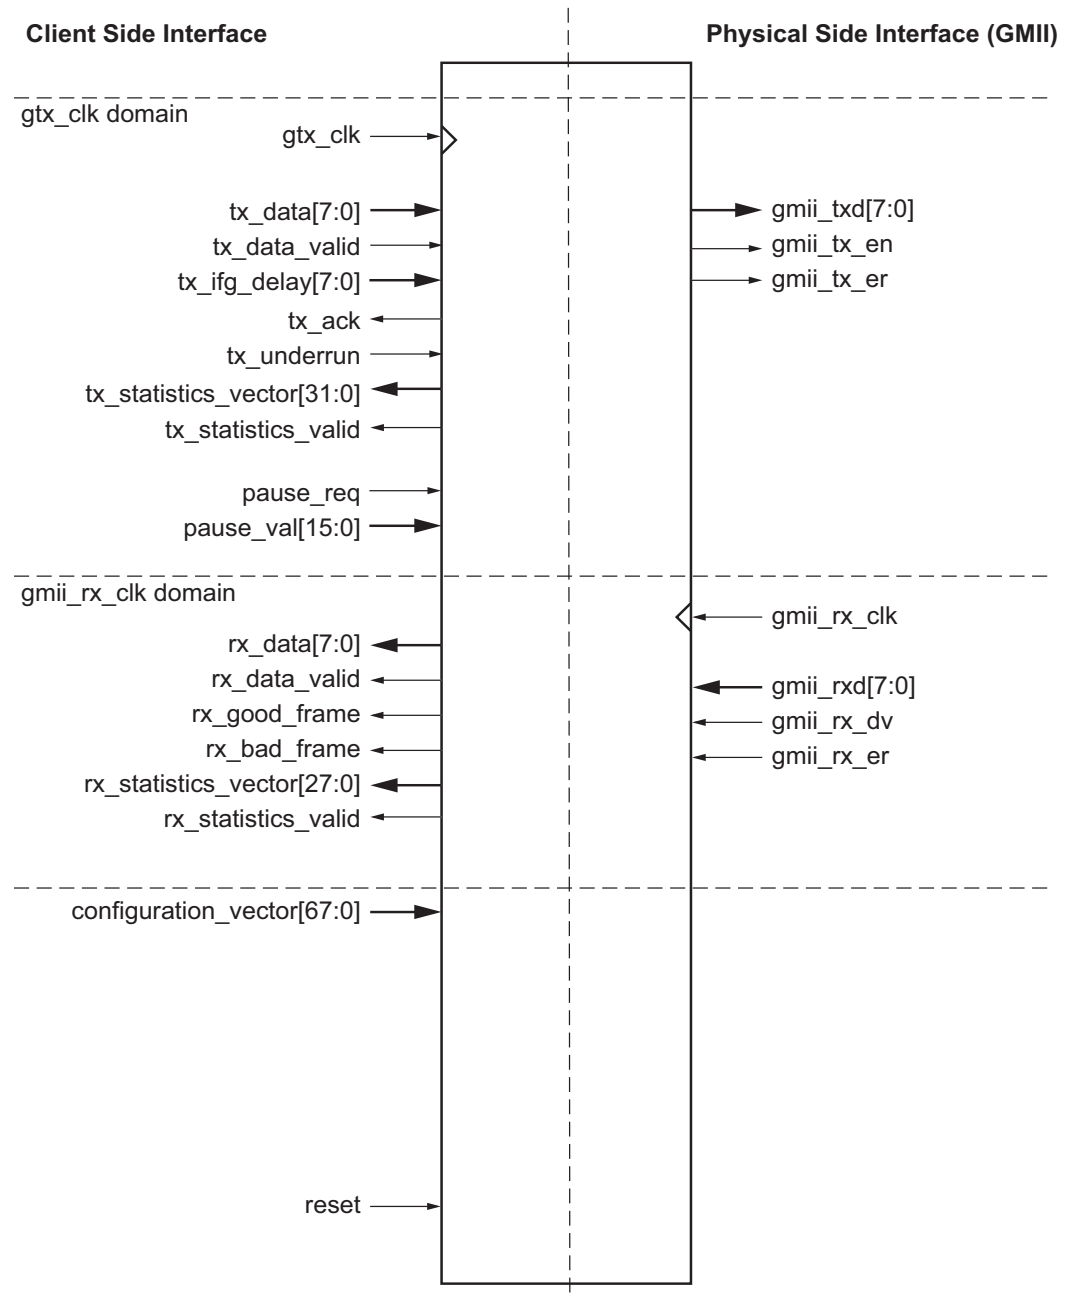 Client Side Interface
Physical Side Interface (GMII)
gtx_clk domain
gtx_clk
tx_data[7:0]
gmii_txd[7:0]
tx_data_valid
gmii_tx_en
tx_ifg_delay[7:0]
gmii_tx_er
tx_ack
tx_underrun
tx_statistics_vector[31:0]
tx_statistics_valid
pause_req
pause_val[15:0]
gmii_rx_clk domain
gmii_rx_clk
rx_data[7:0]
rx_data_valid
gmii_rxd[7:0]
rx_good_frame
gmii_rx_dv
rx_bad_frame
gmii_rx_er
rx_statistics_vector[27:0]
rx_statistics_valid
configuration_vector[67:0]
reset